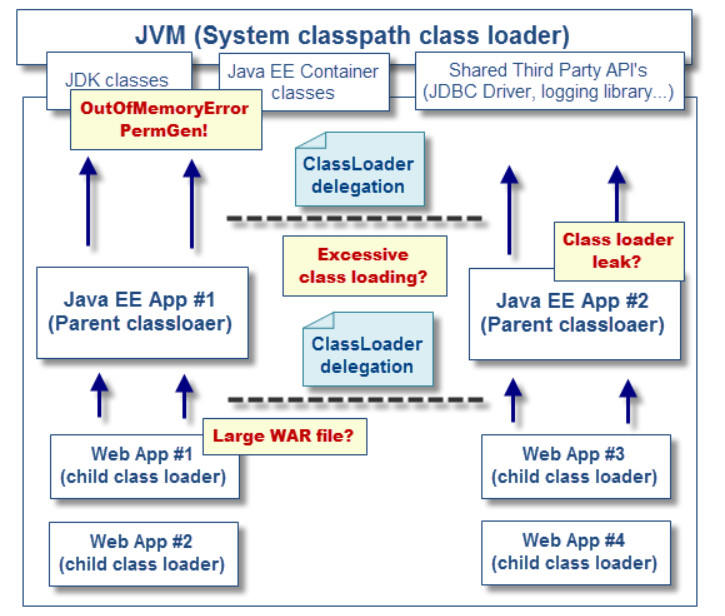 JVM (System classpath class loader)
JDK classes
Java EE Container
classes
Shared Third Party API's
(JDBC Driver, logging library...)
OutOfMemoryError
PermGen!
ClassLoader
delegation
Excessive
class loading?
Class loader
leak?
Java EE App #1
(Parent classloaer)
Java EE App #2
(Parent classloaer)
ClassLoader
delegation
Large WAR file?
Web App #1
(child class loader)
Web App #3
(child class loader)
Web App #2
(child class loader)
Web App #4
(child class loader)